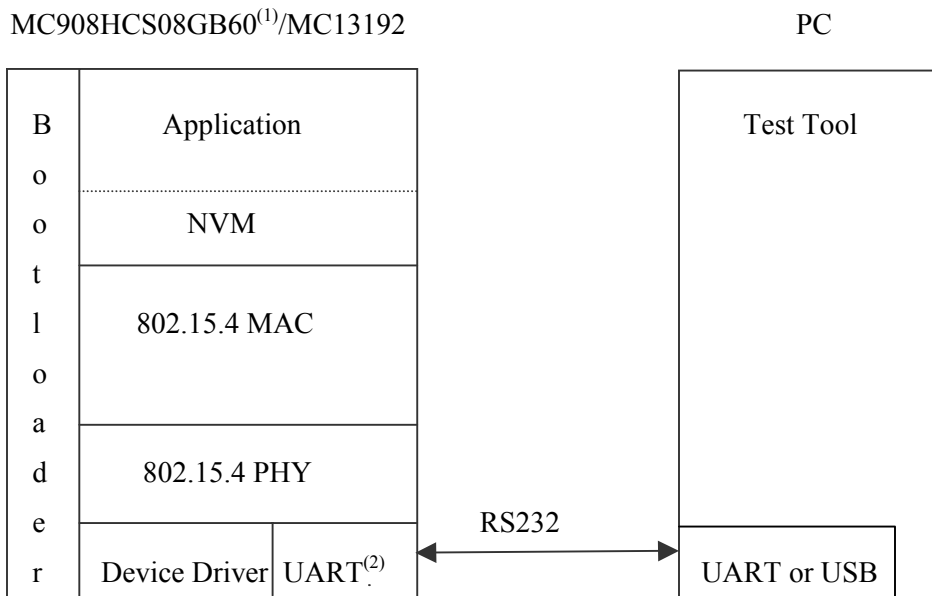 MC908HCS08GB60(1)/MC13192
PC
Bootloader
Application
NVM
802.15.4 MAC
802.15.4 PHY
Device Driver
UART(2)
RS232
Test Tool
UART or USB